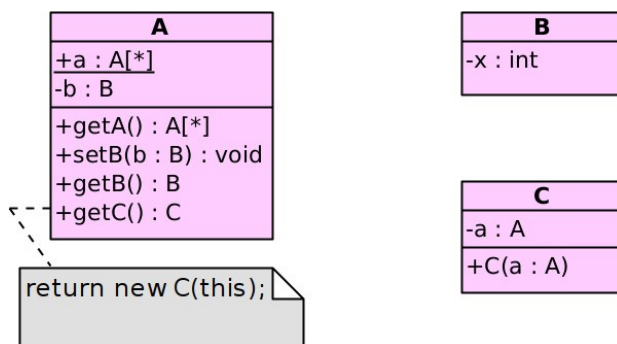 A
+a : A[*]
-b : B
+getA() : A[*]
+setB(b : B) : void
+getB() : B
+getC() : C
return new C(this);
B
-x : int
C
-a : A
+C(a : A)